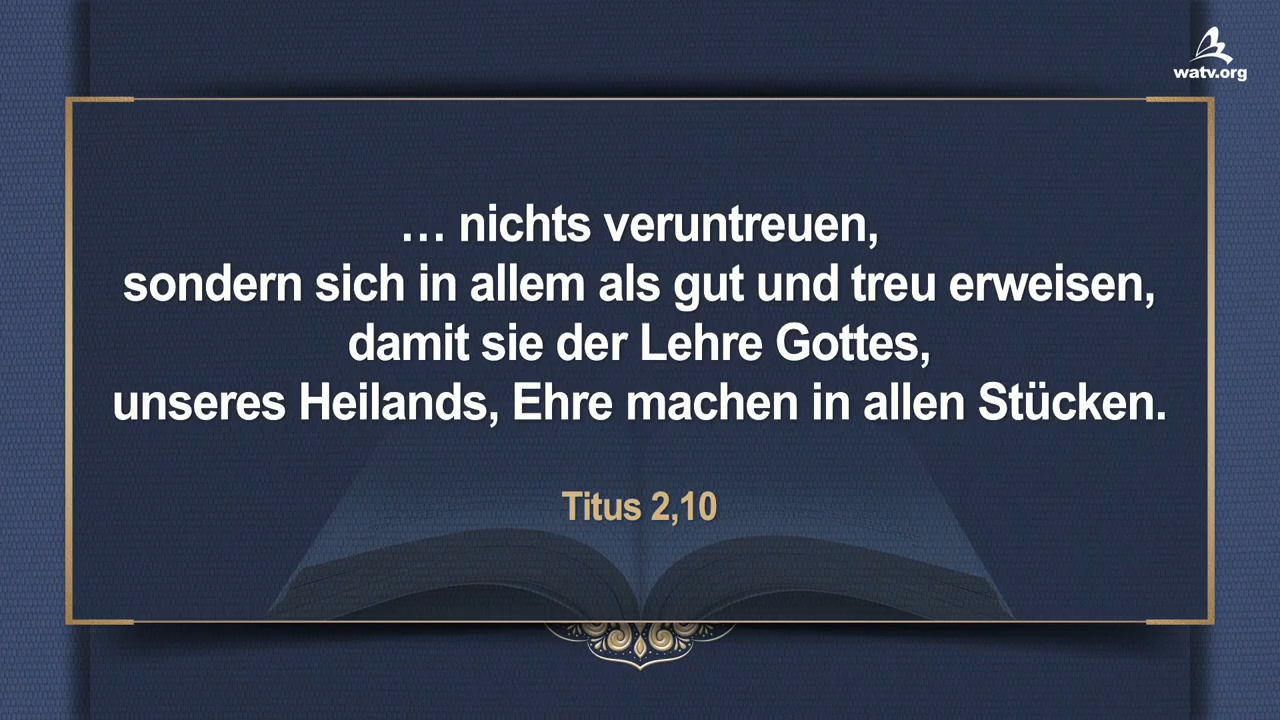 watv.org
… nichts veruntreuen,
sondern sich in allem als gut und treu erweisen,
damit sie der Lehre Gottes,
unseres Heilands, Ehre machen in allen Stücken.
Titus 2,10